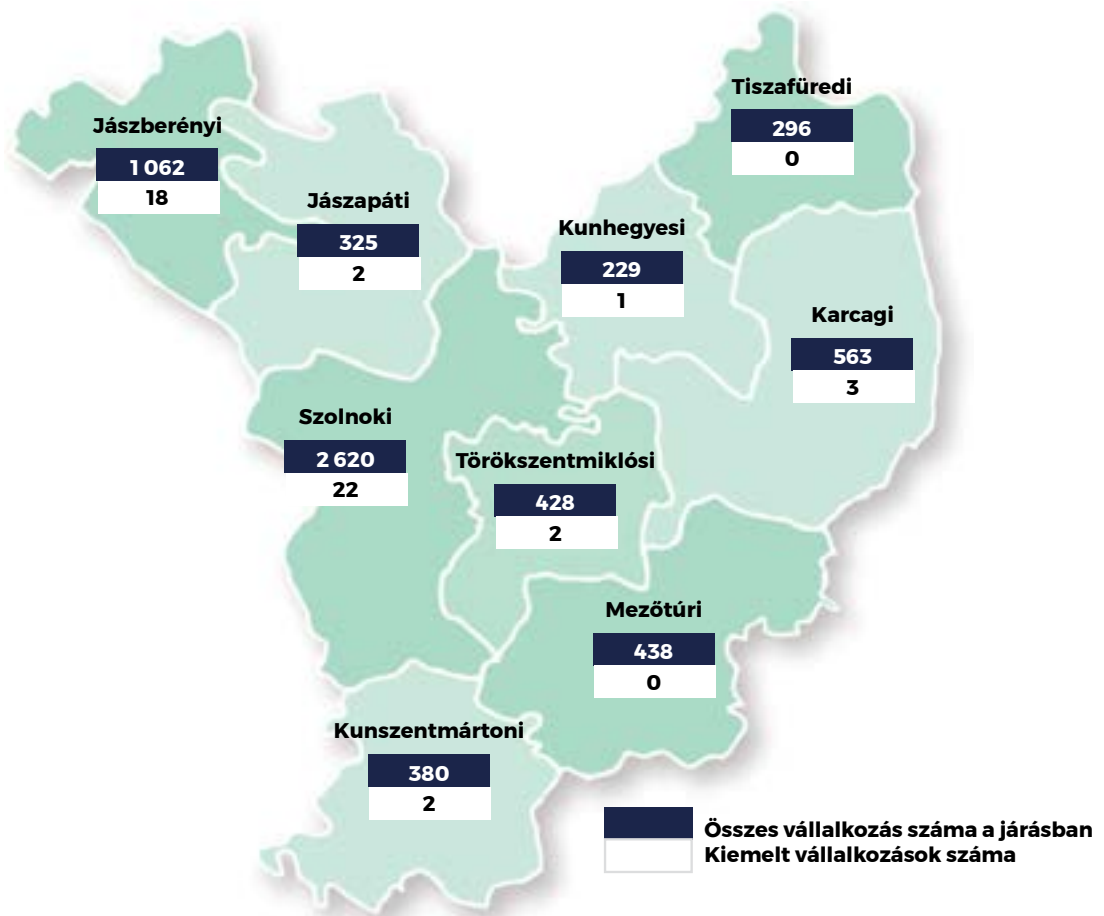 Tiszafüredi
296
0
Jászberényi
1 062
18
Jászapáti
325
2
Kunhegyesi
229
1
Karcagi
563
3
Szolnoki
2 620
22
Törökszentmiklósi
428
2
Mezőtúri
438
0
Kunszentmártoni
380
2
Összes vállalkozás száma a járásban
Kiemelt vállalkozások száma